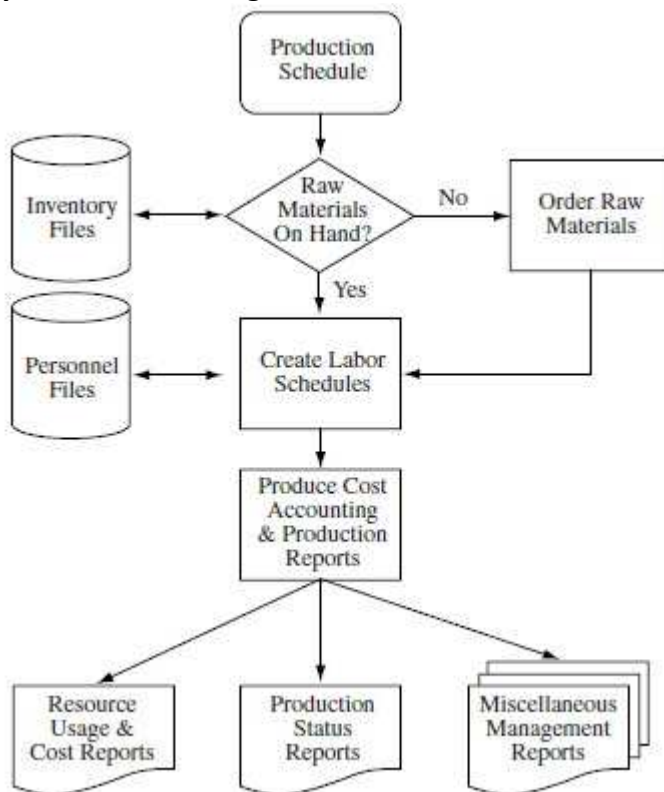 Production
Schedule
Inventory
Files
Raw
Materials
On Hand?
No
Order Raw
Materials
Yes
Personnel
Files
Create Labor
Schedules
Produce Cost
Accounting
& Production
Reports
Resource
Usage &
Cost Reports
Production
Status
Reports
Miscellaneous
Management
Reports